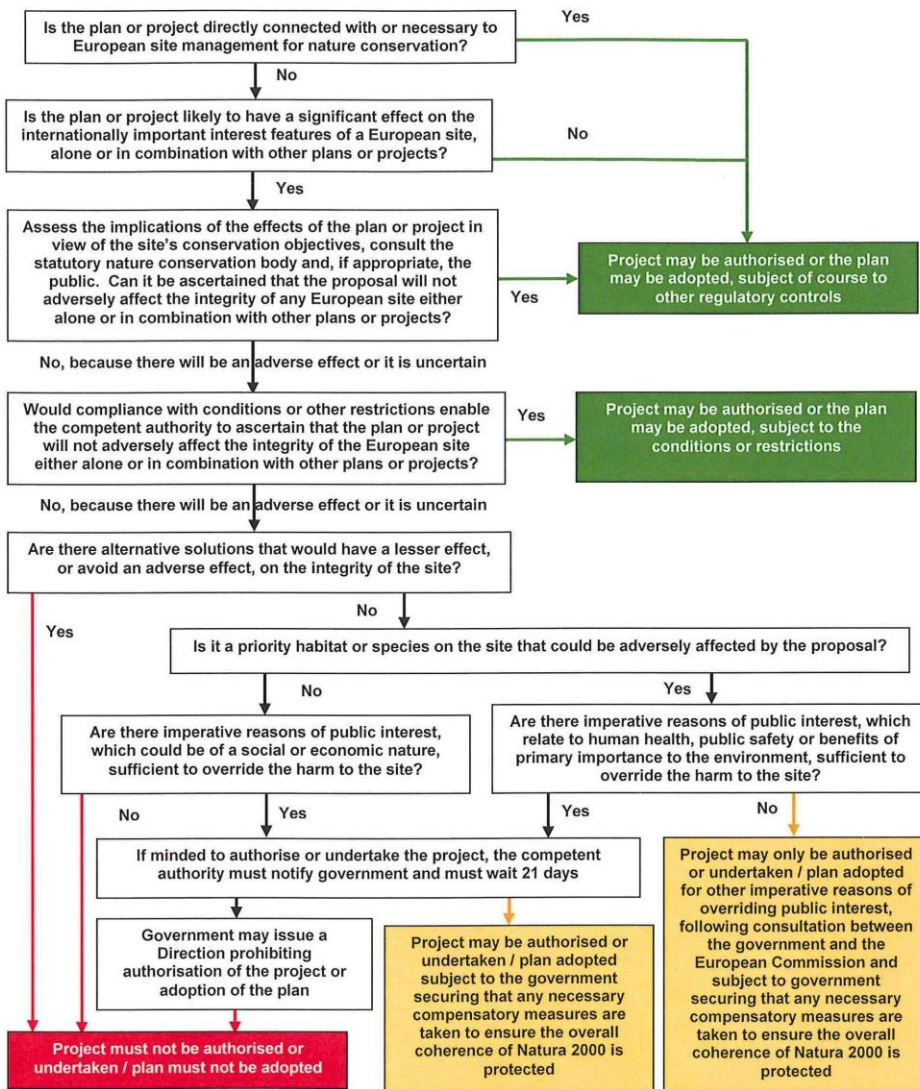 Is the plan or project directly connected with or necessary to
European site management for nature conservation?
Yes
No
Is the plan or project likely to have a significant effect on the
internationally important interest features of a European site,
alone or in combination with other plans or projects?
No
Yes
Assess the implications of the effects of the plan or project in
view of the site's conservation objectives, consult the
statutory nature conservation body and, if appropriate, the
public. Can it be ascertained that the proposal will not
adversely affect the integrity of any European site either
alone or in combination with other plans or projects?
Yes
Project may be authorised or the plan
may be adopted, subject of course to
other regulatory controls
No, because there will be an adverse effect or it is uncertain
Would compliance with conditions or other restrictions enable
the competent authority to ascertain that the plan or project
will not adversely affect the integrity of the European site
either alone or in combination with other plans or projects?
Yes
Project may be authorised or the plan
may be adopted, subject to the
conditions or restrictions
No, because there will be an adverse effect or it is uncertain
Are there alternative solutions that would have a lesser effect,
or avoid an adverse effect, on the integrity of the site?
Yes
No
Is it a priority habitat or species on the site that could be adversely affected by the proposal?
No
Yes
Are there imperative reasons of public interest,
which could be of a social or economic nature,
sufficient to override the harm to the site?
Are there imperative reasons of public interest, which
relate to human health, public safety or benefits of
primary importance to the environment, sufficient to
override the harm to the site?
No
Yes
Yes
No
If minded to authorise or undertake the project, the competent
authority must notify government and must wait 21 days
Government may issue a
Direction prohibiting
authorisation of the project or
adoption of the plan
Project may be authorised or
undertaken / plan adopted
subject to the government
securing that any necessary
compensatory measures are
taken to ensure the overall
coherence of Natura 2000 is
protected
Project may only be authorised
or undertaken / plan adopted
for other imperative reasons of
overriding public interest,
following consultation between
the government and the
European Commission and
subject to government
securing that any necessary
compensatory measures are
taken to ensure the overall
coherence of Natura 2000 is
protected
Project must not be authorised or
undertaken / plan must not be adopted